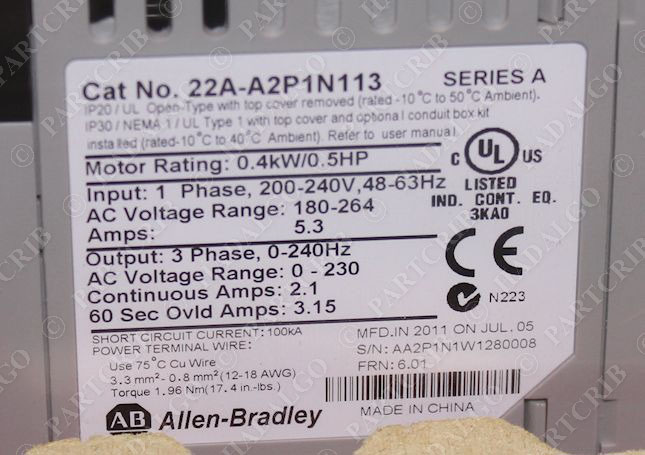 Cat No. 22A-A2P1N113 SERIES A
IP20 / UL Open-Type with top cover removed (rated -10°C to 50°C Ambient).
IP30 / NEMA 1 / UL Type 1 with top cover and optional conduit box kit
installed (rated-10°C to 40°C Ambient). Refer to user manual.
Motor Rating: 0.4kW/0.5HP
Input: 1 Phase, 200-240V,48-63Hz
AC Voltage Range: 180-264
Amps: 5.3
Output: 3 Phase, 0-240Hz
AC Voltage Range: 0 - 230
Continuous Amps: 2.1
60 Sec Ovld Amps: 3.15
SHORT CIRCUIT CURRENT:100kA
POWER TERMINAL WIRE:
Use 75°C Cu Wire
3.3 mm²- 0.8 mm²(12-18 AWG)
Torque 1.96 Nm(17.4 in.-lbs.)
AB Allen-Bradley
C UL US
LISTED
IND. CONT. EQ.
3KA0
CE
N223
MFD.IN 2011 ON JUL. 05
S/N: AA2P1N1W1280008
FRN: 6.01
MADE IN CHINA
© PARTCRIB
© HADALGO